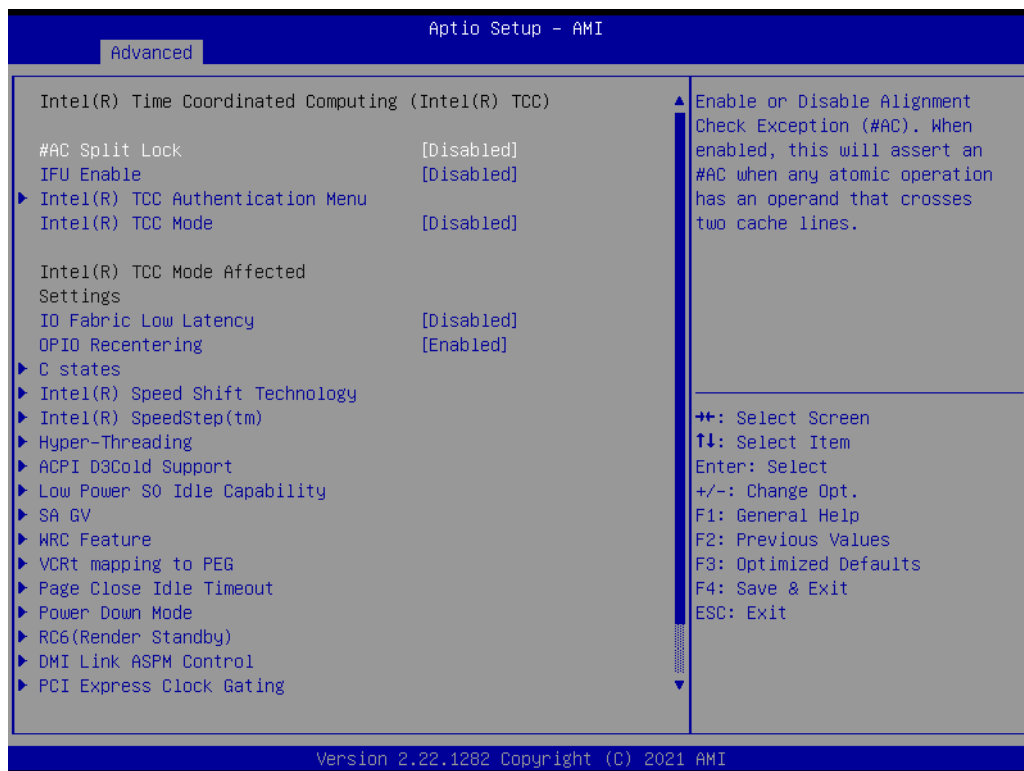 Aptio Setup – AMI
Advanced
Intel(R) Time Coordinated Computing (Intel(R) TCC)
#AC Split Lock [Disabled]
IFU Enable [Disabled]
Intel(R) TCC Authentication Menu
Intel(R) TCC Mode [Disabled]
Intel(R) TCC Mode Affected
Settings
IO Fabric Low Latency [Disabled]
OPIO Recentering [Enabled]
C states
Intel(R) Speed Shift Technology
Intel(R) SpeedStep(tm)
Hyper-Threading
ACPI D3Cold Support
Low Power S0 Idle Capability
SA GV
WRC Feature
VCRt mapping to PEG
Page Close Idle Timeout
Power Down Mode
RC6(Render Standby)
DMI Link ASPM Control
PCI Express Clock Gating
Enable or Disable Alignment
Check Exception (#AC). When
enabled, this will assert an
#AC when any atomic operation
has an operand that crosses
two cache lines.
→←: Select Screen
↑↓: Select Item
Enter: Select
+/-: Change Opt.
F1: General Help
F2: Previous Values
F3: Optimized Defaults
F4: Save & Exit
ESC: Exit
Version 2.22.1282 Copyright (C) 2021 AMI